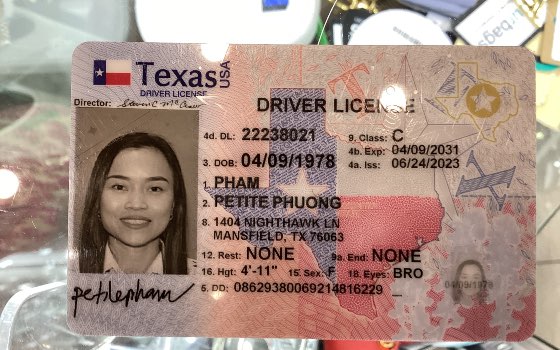 Texas USA
DRIVER LICENSE
Director:
DRIVER LICENSE
4d. DL: 22238021 9. Class: C
3. DOB: 04/09/1978 4b. Exp: 04/09/2031
4a. Iss: 06/24/2023
1. PHAM
2. PETITE PHUONG
8. 1404 NIGHTHAWK LN
MANSFIELD, TX 76063
12. Rest: NONE 9a. End: NONE
16. Hgt: 4'-11" 15. Sex: F 18. Eyes: BRO
5. DD: 08629380069214816229
petitepham
04/09/1978
TX